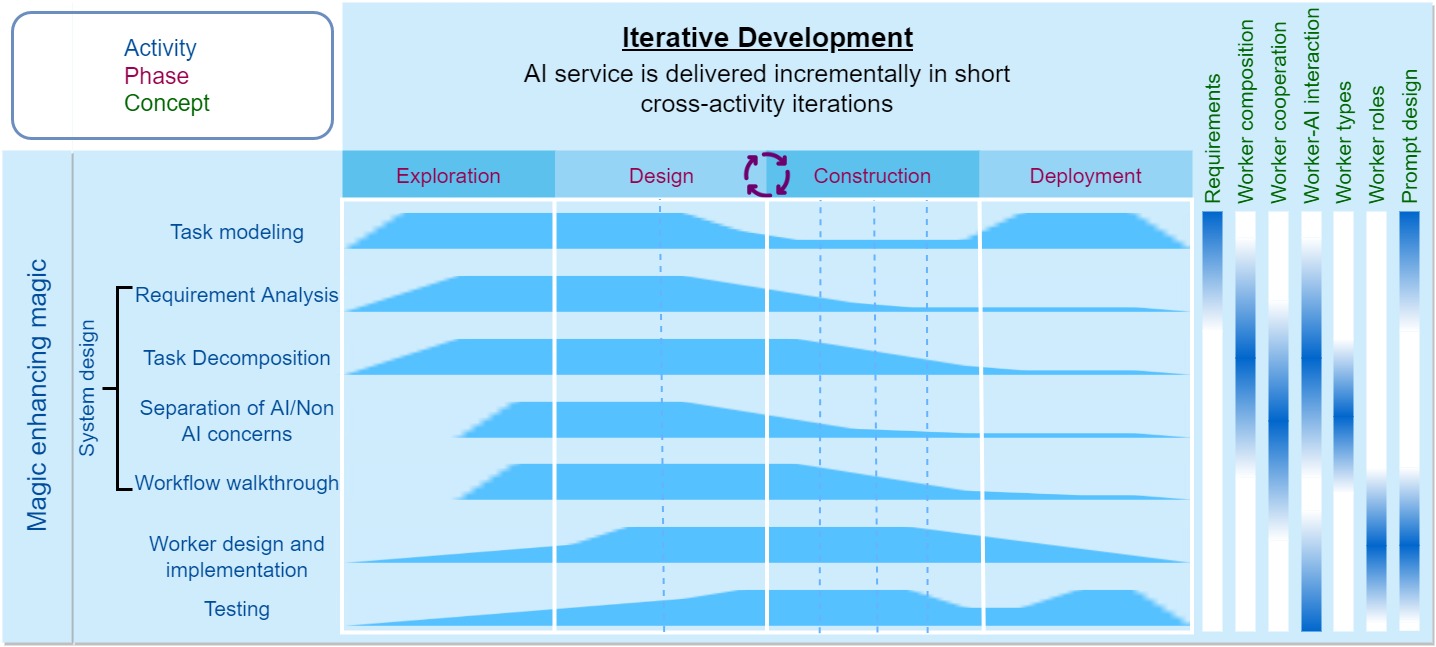 Activity
Phase
Concept
Iterative Development
AI service is delivered incrementally in short
cross-activity iterations
Requirements
Worker composition
Worker cooperation
Worker-AI interaction
Worker types
Worker roles
Prompt design
Exploration
Design
Construction
Deployment
Magic enhancing magic
System design
Task modeling
Requirement Analysis
Task Decomposition
Separation of AI/Non
AI concerns
Workflow walkthrough
Worker design and
implementation
Testing